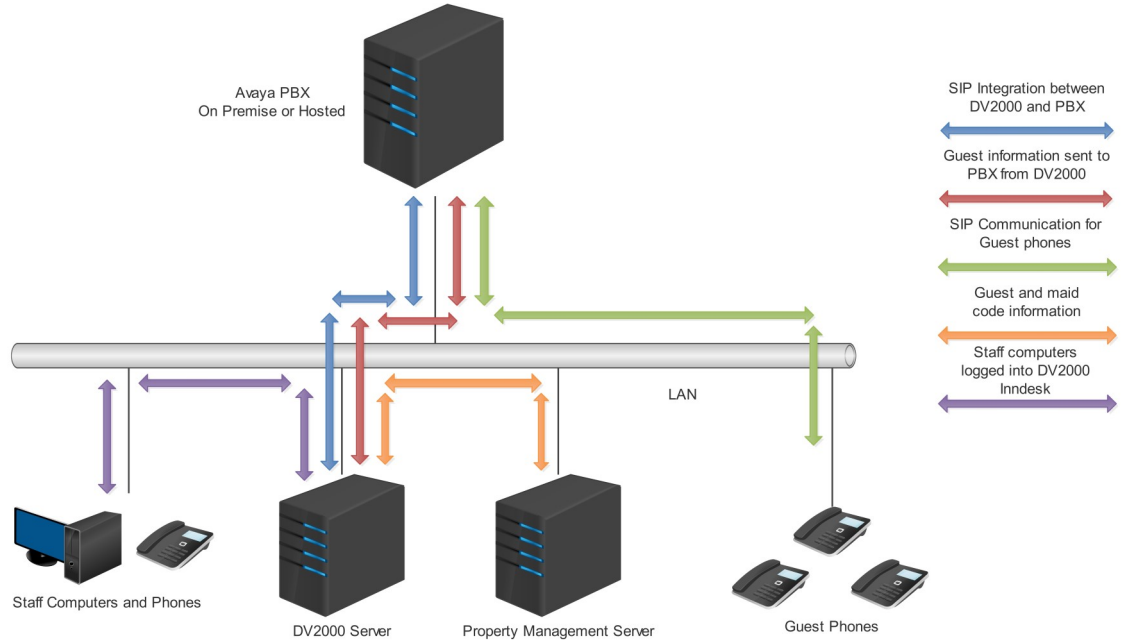 Avaya PBX
On Premise or Hosted
SIP Integration between
DV2000 and PBX
Guest information sent to
PBX from DV2000
SIP Communication for
Guest phones
Guest and maid
code information
Staff computers
logged into DV2000
Inndesk
LAN
Staff Computers and Phones
DV2000 Server
Property Management Server
Guest Phones